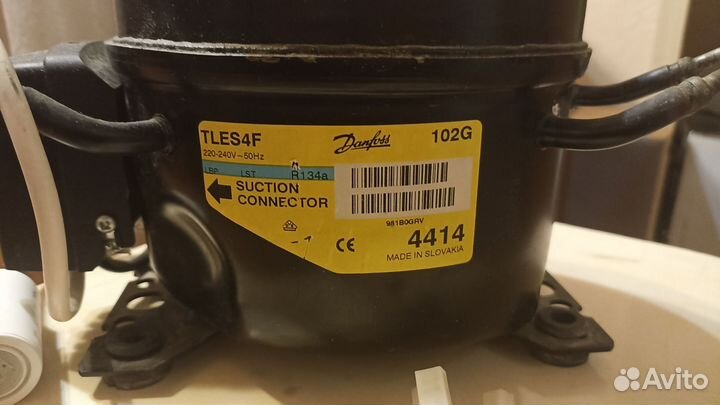 TLES4F
Danfoss
102G
220-240V~50Hz
LBP LST R134a
SUCTION
CONNECTOR
981B0GRV
4414
CE
MADE IN SLOVAKIA
Avito